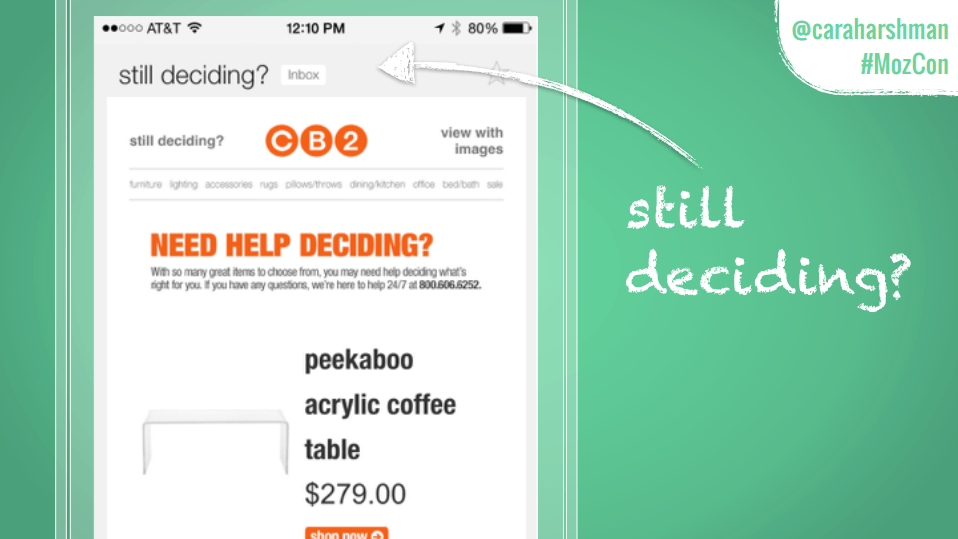 @caraharshman
#MozCon
AT&T 12:10 PM 80%
still deciding? Inbox
still deciding? CB2 view with
images
furniture lighting accessories rugs pillows/throws dining/kitchen office bed/bath sale
NEED HELP DECIDING?
With so many great items to choose from, you may need help deciding what's
right for you. If you have any questions, we're here to help 24/7 at 800.606.6252.
peekaboo
acrylic coffee
table
$279.00
shop now
still
deciding?